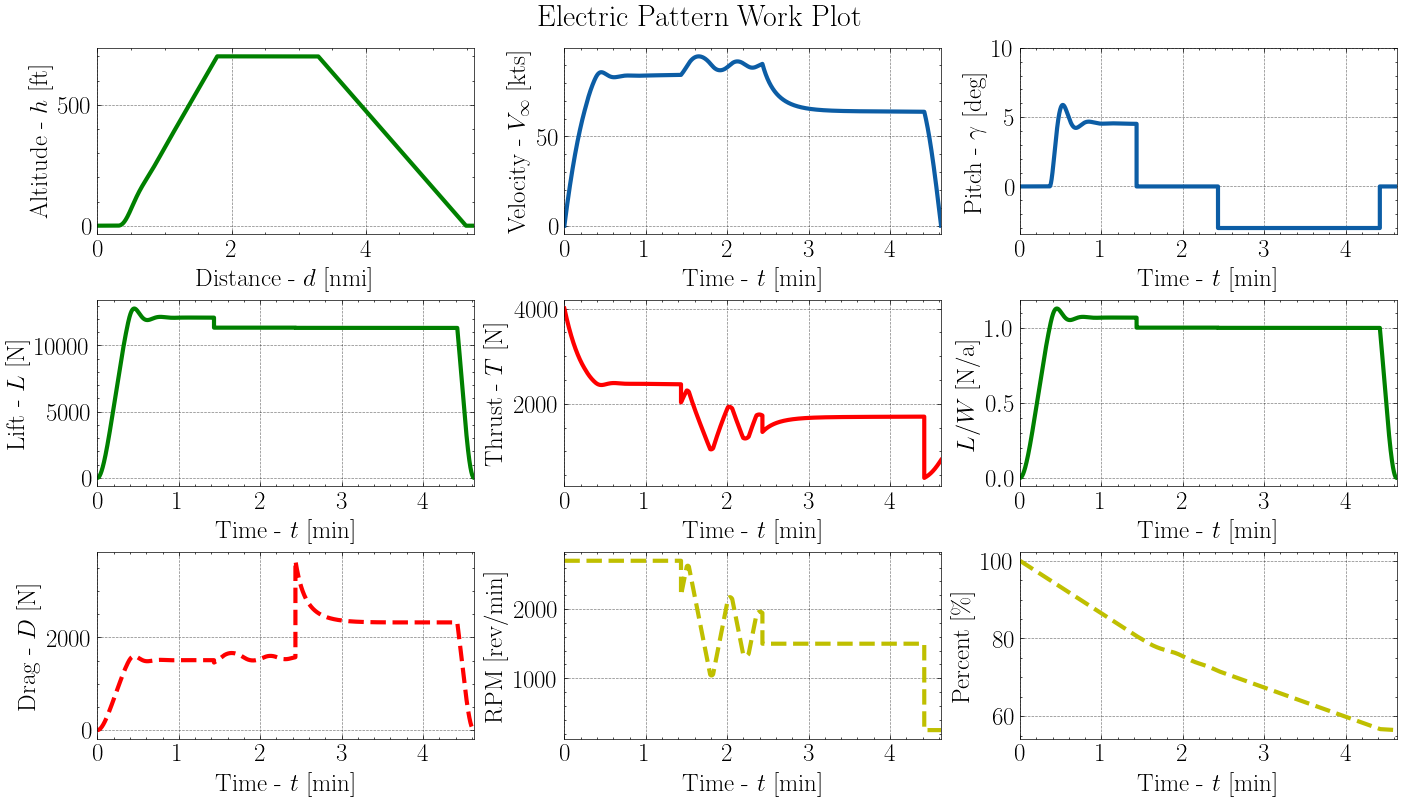 Electric Pattern Work Plot
Altitude - h [ft]
500
0
0 2 4
Distance - d [nmi]
Velocity - V∞ [kts]
50
0
0 1 2 3 4
Time - t [min]
Pitch - γ [deg]
10
5
0
0 1 2 3 4
Time - t [min]
Lift - L [N]
10000
5000
0
0 1 2 3 4
Time - t [min]
Thrust - T [N]
4000
2000
0 1 2 3 4
Time - t [min]
L/W [N/a]
1.0
0.5
0.0
0 1 2 3 4
Time - t [min]
Drag - D [N]
2000
0
0 1 2 3 4
Time - t [min]
RPM [rev/min]
2000
1000
0 1 2 3 4
Time - t [min]
Percent [%]
100
80
60
0 1 2 3 4
Time - t [min]